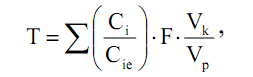 T = ∑(Ci/Cie)·F·Vk/Vp,